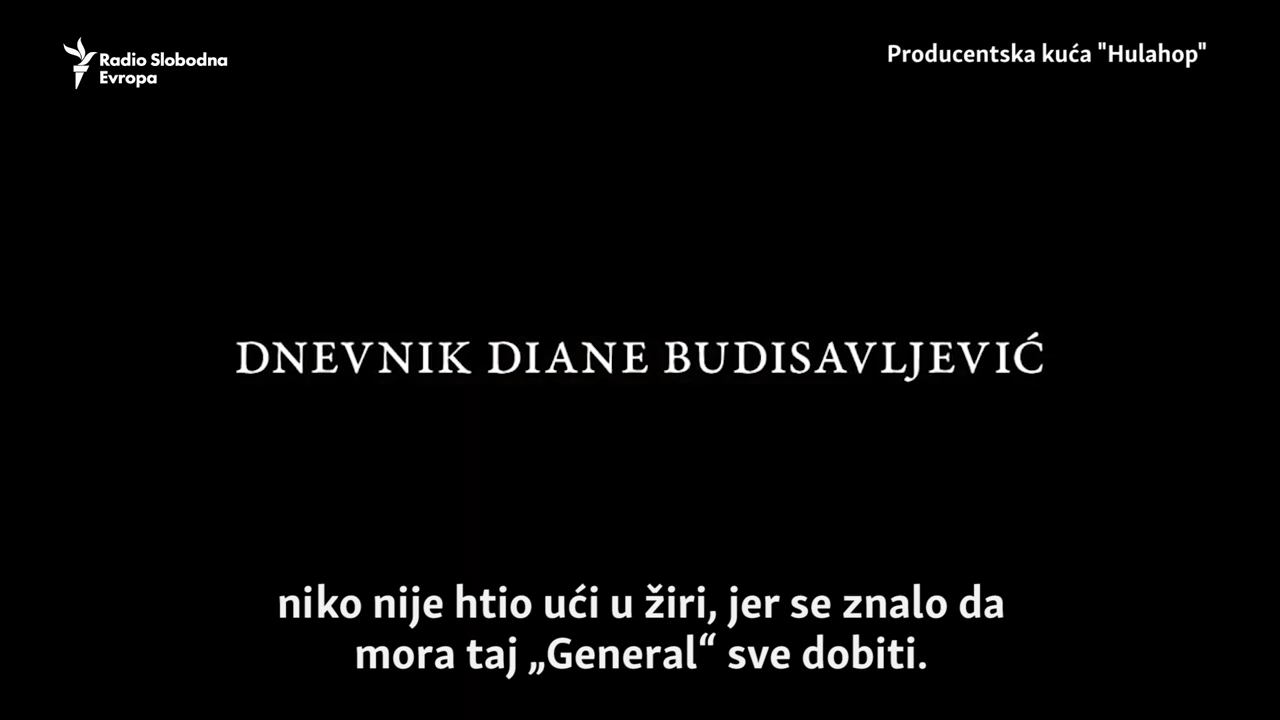 Radio Slobodna
Evropa
Producentska kuća "Hulahop"
DNEVNIK DIANE BUDISAVLJEVIĆ
niko nije htio ući u žiri, jer se znalo da
mora taj „General“ sve dobiti.